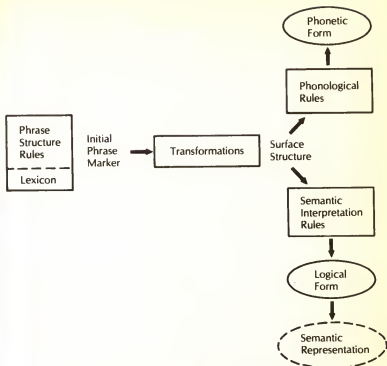 Phonetic
Form
Phonological
Rules
Phrase
Structure
Rules
Lexicon
Initial
Phrase
Marker
Transformations
Surface
Structure
Semantic
Interpretation
Rules
Logical
Form
Semantic
Representation